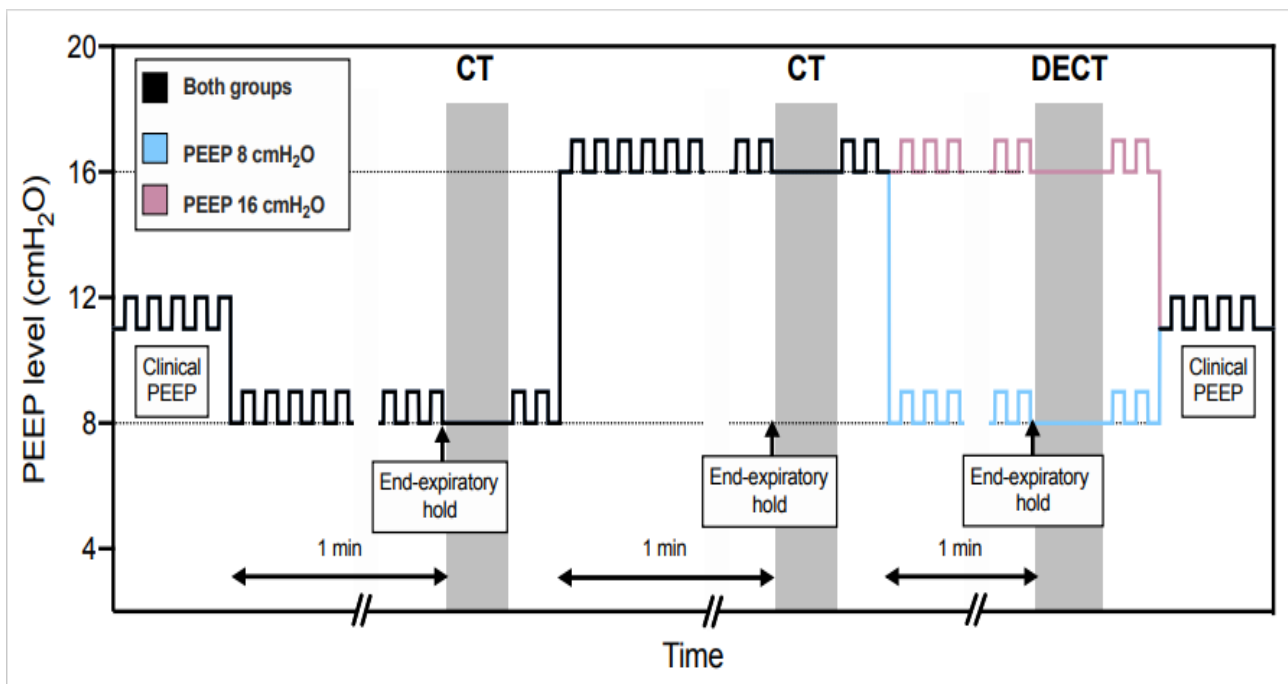 20
CT
CT
DECT
Both groups
PEEP 8 cmH₂O
PEEP 16 cmH₂O
16
PEEP level (cmH₂O)
12
Clinical
PEEP
Clinical
PEEP
8
End-expiratory
hold
End-expiratory
hold
End-expiratory
hold
4
1 min
1 min
1 min
Time